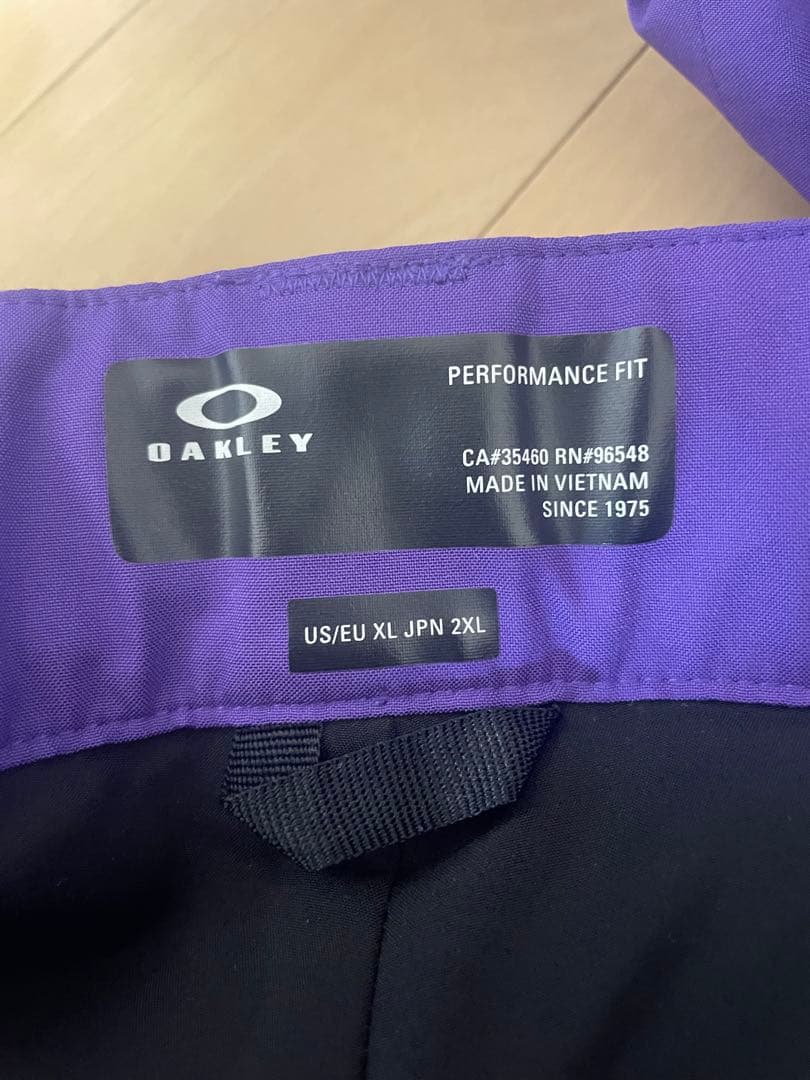 OAKLEY
PERFORMANCE FIT
CA#35460 RN#96548
MADE IN VIETNAM
SINCE 1975
US/EU XL JPN 2XL